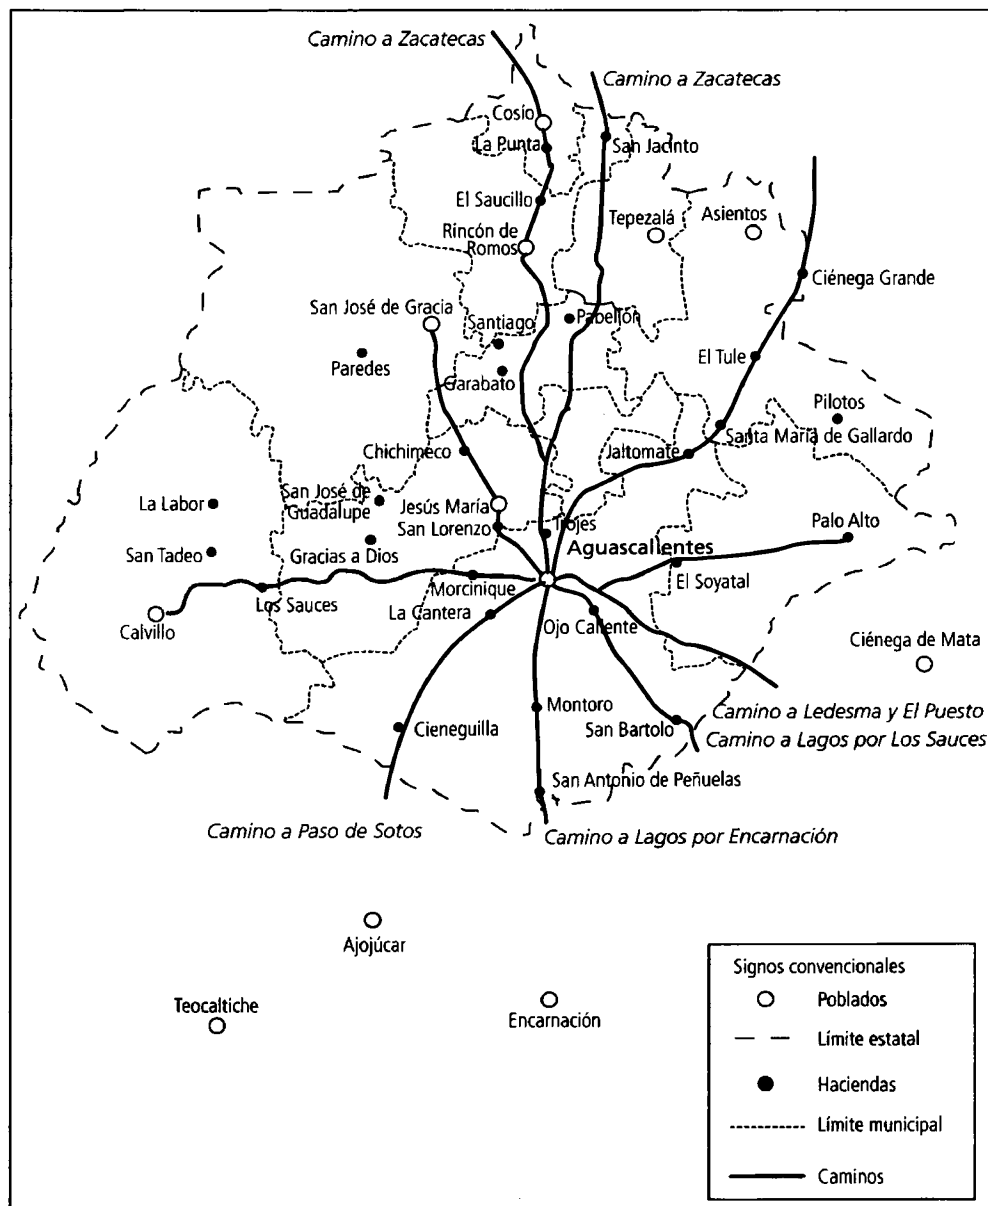 Camino a Zacatecas
Camino a Zacatecas
Cosío
La Punta
San Jacinto
El Saucillo
Rincón de
Romos
Tepezalá
Asientos
Ciénega Grande
San José de Gracia
Santiago
Pabellón
Paredes
Garabato
El Tule
Pilotos
Santa María de Gallardo
Chichimeco
Jaltomate
La Labor
San José de
Guadalupe
Jesús María
San Lorenzo
Trojes
Palo Alto
San Tadeo
Gracias a Dios
Aguascalientes
El Soyatal
Morcinique
Los Sauces
La Cantera
Ojo Caliente
Calvillo
Ciénega de Mata
Montoro
Camino a Ledesma y El Puesto
Cieneguilla
San Bartolo
Camino a Lagos por Los Sauces
San Antonio de Peñuelas
Camino a Paso de Sotos
Camino a Lagos por Encarnación
Ajojúcar
Teocaltiche
Encarnación
Signos convencionales
Poblados
Límite estatal
Haciendas
Límite municipal
Caminos